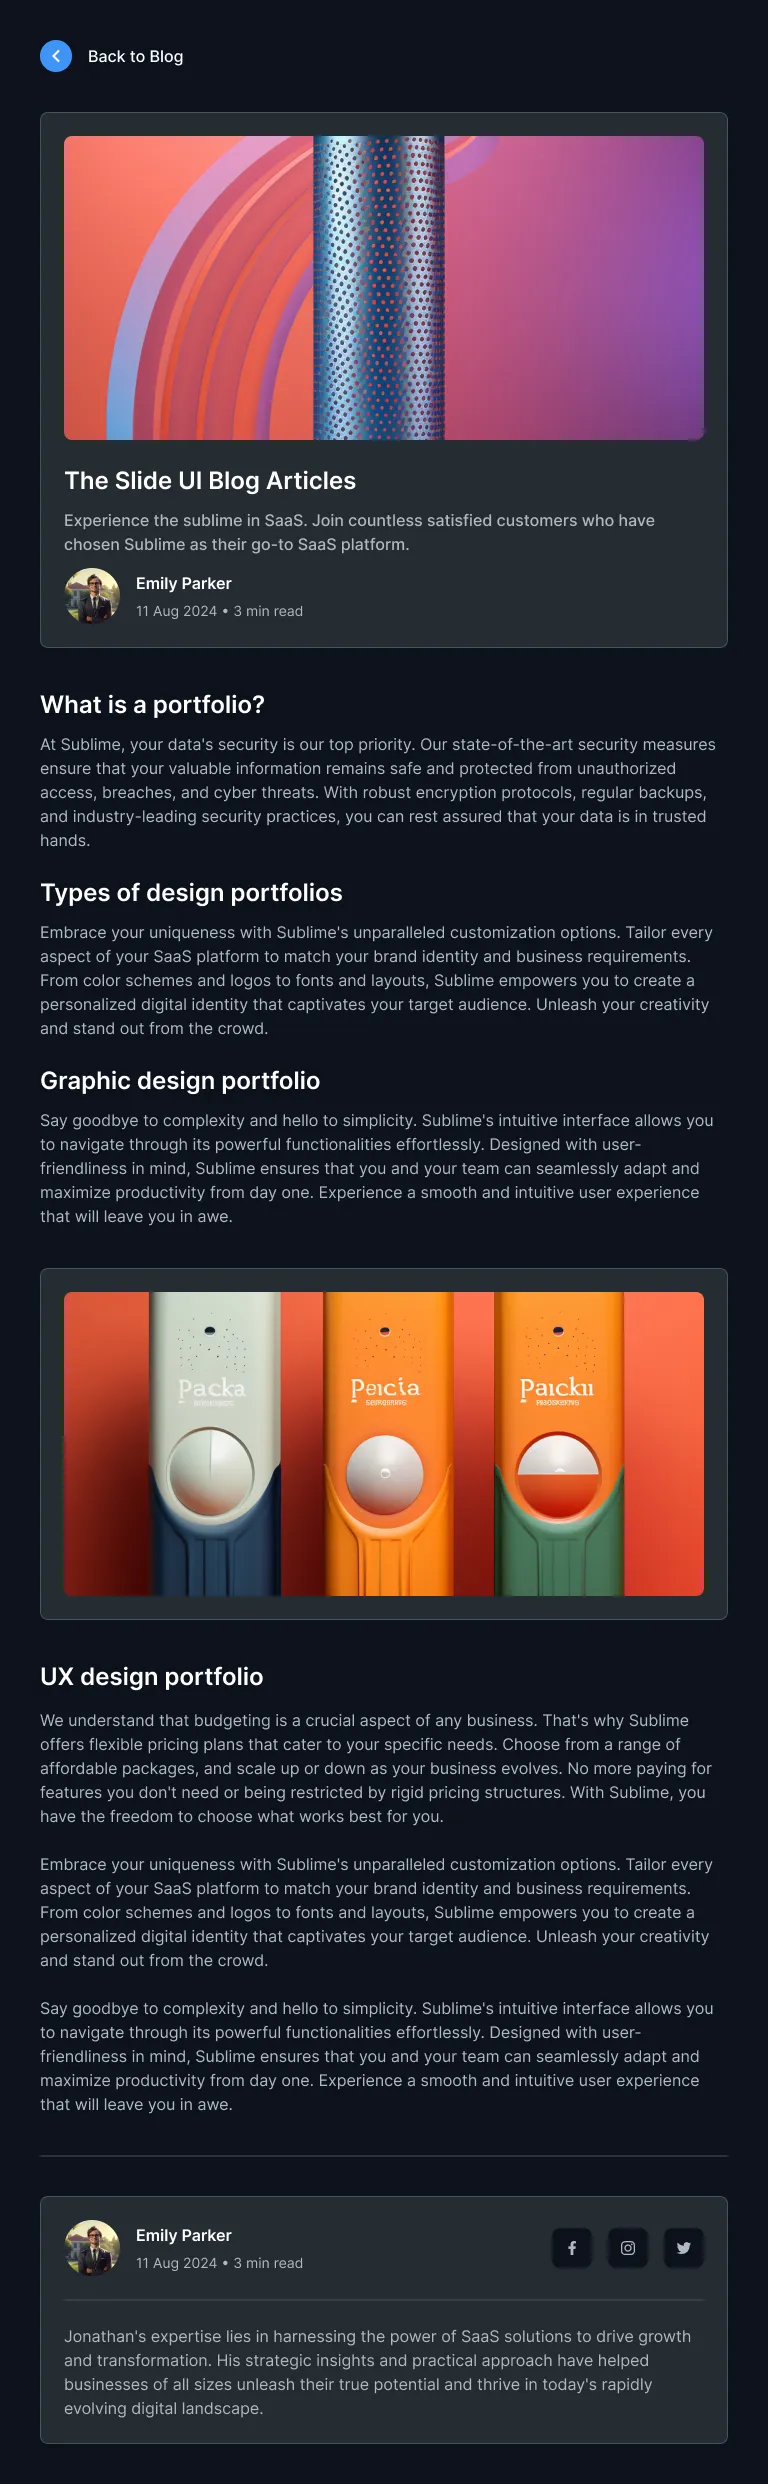 Back to Blog
The Slide UI Blog Articles
Experience the sublime in SaaS. Join countless satisfied customers who have
chosen Sublime as their go-to SaaS platform.
Emily Parker
11 Aug 2024 • 3 min read
What is a portfolio?
At Sublime, your data's security is our top priority. Our state-of-the-art security measures
ensure that your valuable information remains safe and protected from unauthorized
access, breaches, and cyber threats. With robust encryption protocols, regular backups,
and industry-leading security practices, you can rest assured that your data is in trusted
hands.
Types of design portfolios
Embrace your uniqueness with Sublime's unparalleled customization options. Tailor every
aspect of your SaaS platform to match your brand identity and business requirements.
From color schemes and logos to fonts and layouts, Sublime empowers you to create a
personalized digital identity that captivates your target audience. Unleash your creativity
and stand out from the crowd.
Graphic design portfolio
Say goodbye to complexity and hello to simplicity. Sublime's intuitive interface allows you
to navigate through its powerful functionalities effortlessly. Designed with user-
friendliness in mind, Sublime ensures that you and your team can seamlessly adapt and
maximize productivity from day one. Experience a smooth and intuitive user experience
that will leave you in awe.
Packa
UX design portfolio
We understand that budgeting is a crucial aspect of any business. That's why Sublime
offers flexible pricing plans that cater to your specific needs. Choose from a range of
affordable packages, and scale up or down as your business evolves. No more paying for
features you don't need or being restricted by rigid pricing structures. With Sublime, you
have the freedom to choose what works best for you.
Embrace your uniqueness with Sublime's unparalleled customization options. Tailor every
aspect of your SaaS platform to match your brand identity and business requirements.
From color schemes and logos to fonts and layouts, Sublime empowers you to create a
personalized digital identity that captivates your target audience. Unleash your creativity
and stand out from the crowd.
Say goodbye to complexity and hello to simplicity. Sublime's intuitive interface allows you
to navigate through its powerful functionalities effortlessly. Designed with user-
friendliness in mind, Sublime ensures that you and your team can seamlessly adapt and
maximize productivity from day one. Experience a smooth and intuitive user experience
that will leave you in awe.
Emily Parker
11 Aug 2024 • 3 min read
Jonathan's expertise lies in harnessing the power of SaaS solutions to drive growth
and transformation. His strategic insights and practical approach have helped
businesses of all sizes unleash their true potential and thrive in today's rapidly
evolving digital landscape.